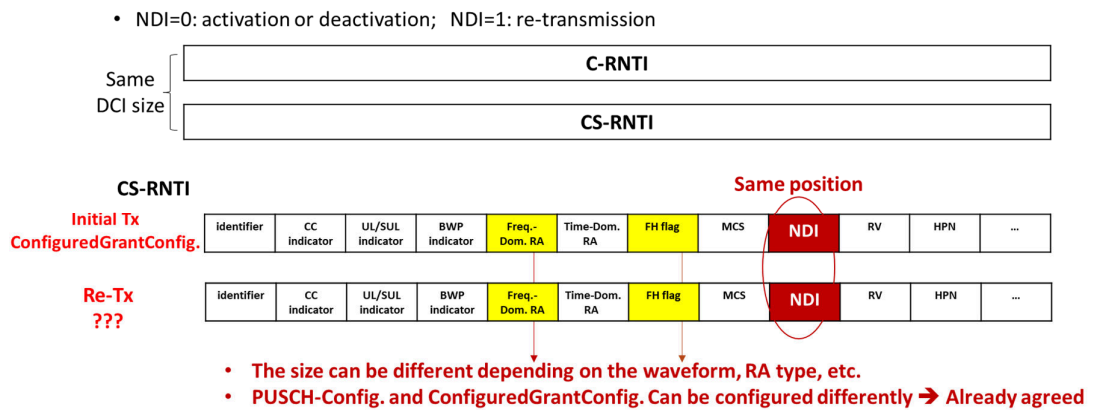 • NDI=0: activation or deactivation; NDI=1: re-transmission
C-RNTI
Same
DCI size
CS-RNTI
CS-RNTI
Same position
Initial Tx
ConfiguredGrantConfig.
identifier
CC
indicator
UL/SUL
indicator
BWP
indicator
Freq.-
Dom. RA
Time-Dom.
RA
FH flag
MCS
NDI
RV
HPN
...
Re-Tx
???
identifier
CC
indicator
UL/SUL
indicator
BWP
indicator
Freq.-
Dom. RA
Time-Dom.
RA
FH flag
MCS
NDI
RV
HPN
...
• The size can be different depending on the waveform, RA type, etc.
• PUSCH-Config. and ConfiguredGrantConfig. Can be configured differently ➔ Already agreed